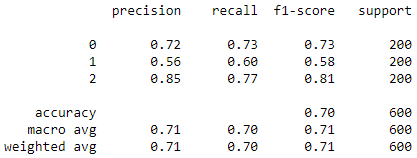 precision recall f1-score support
0 0.72 0.73 0.73 200
1 0.56 0.60 0.58 200
2 0.85 0.77 0.81 200
accuracy 0.70 600
macro avg 0.71 0.70 0.71 600
weighted avg 0.71 0.70 0.71 600